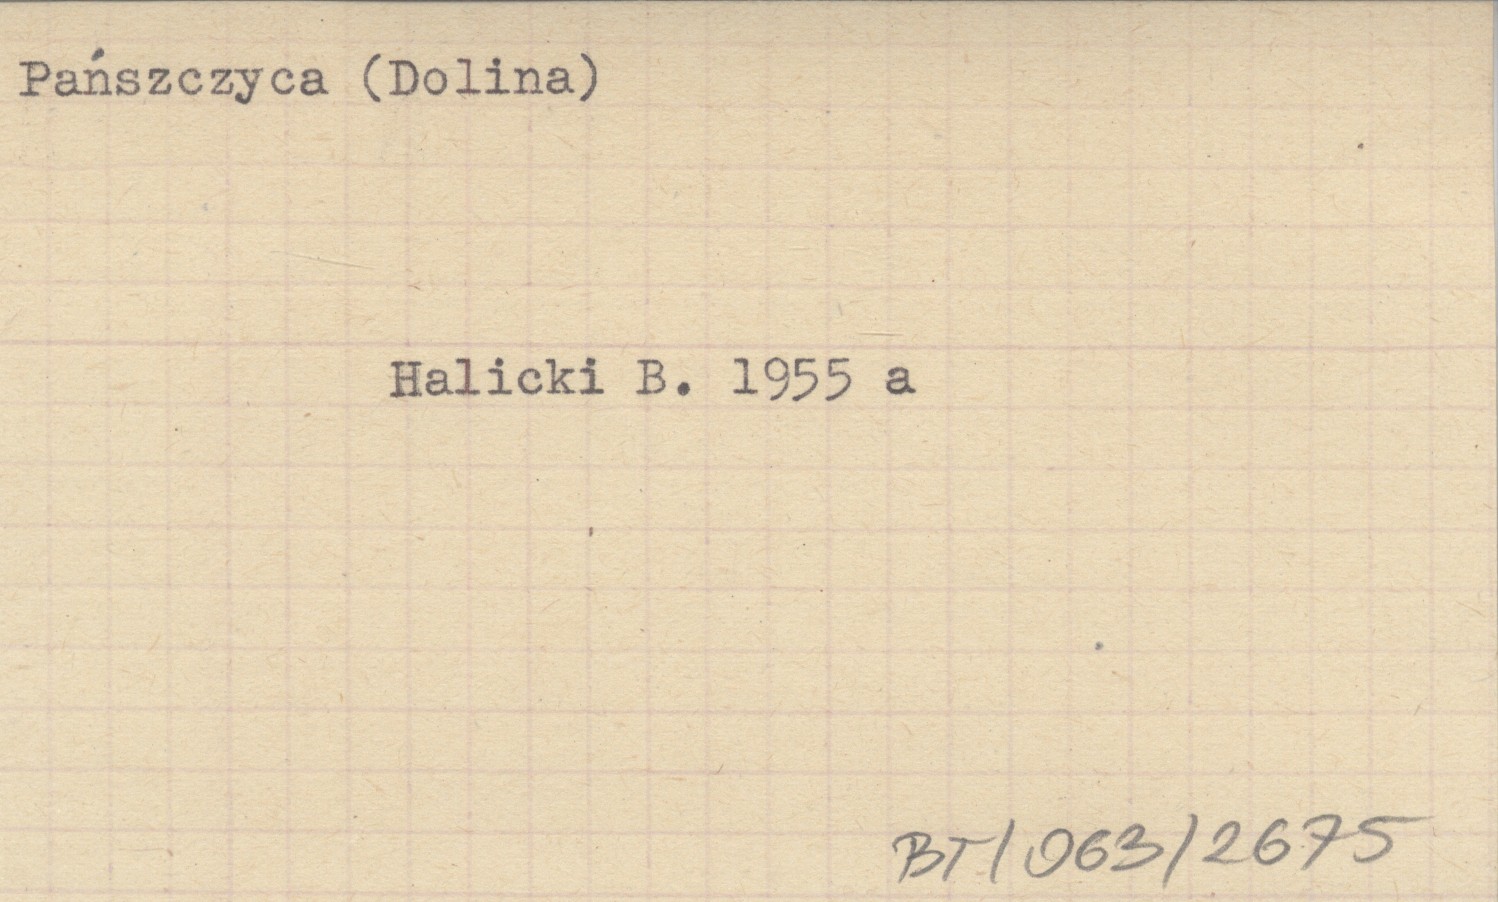 Pańszczyca (Dolina)
Halicki B. 1955 a
BT/063/2675